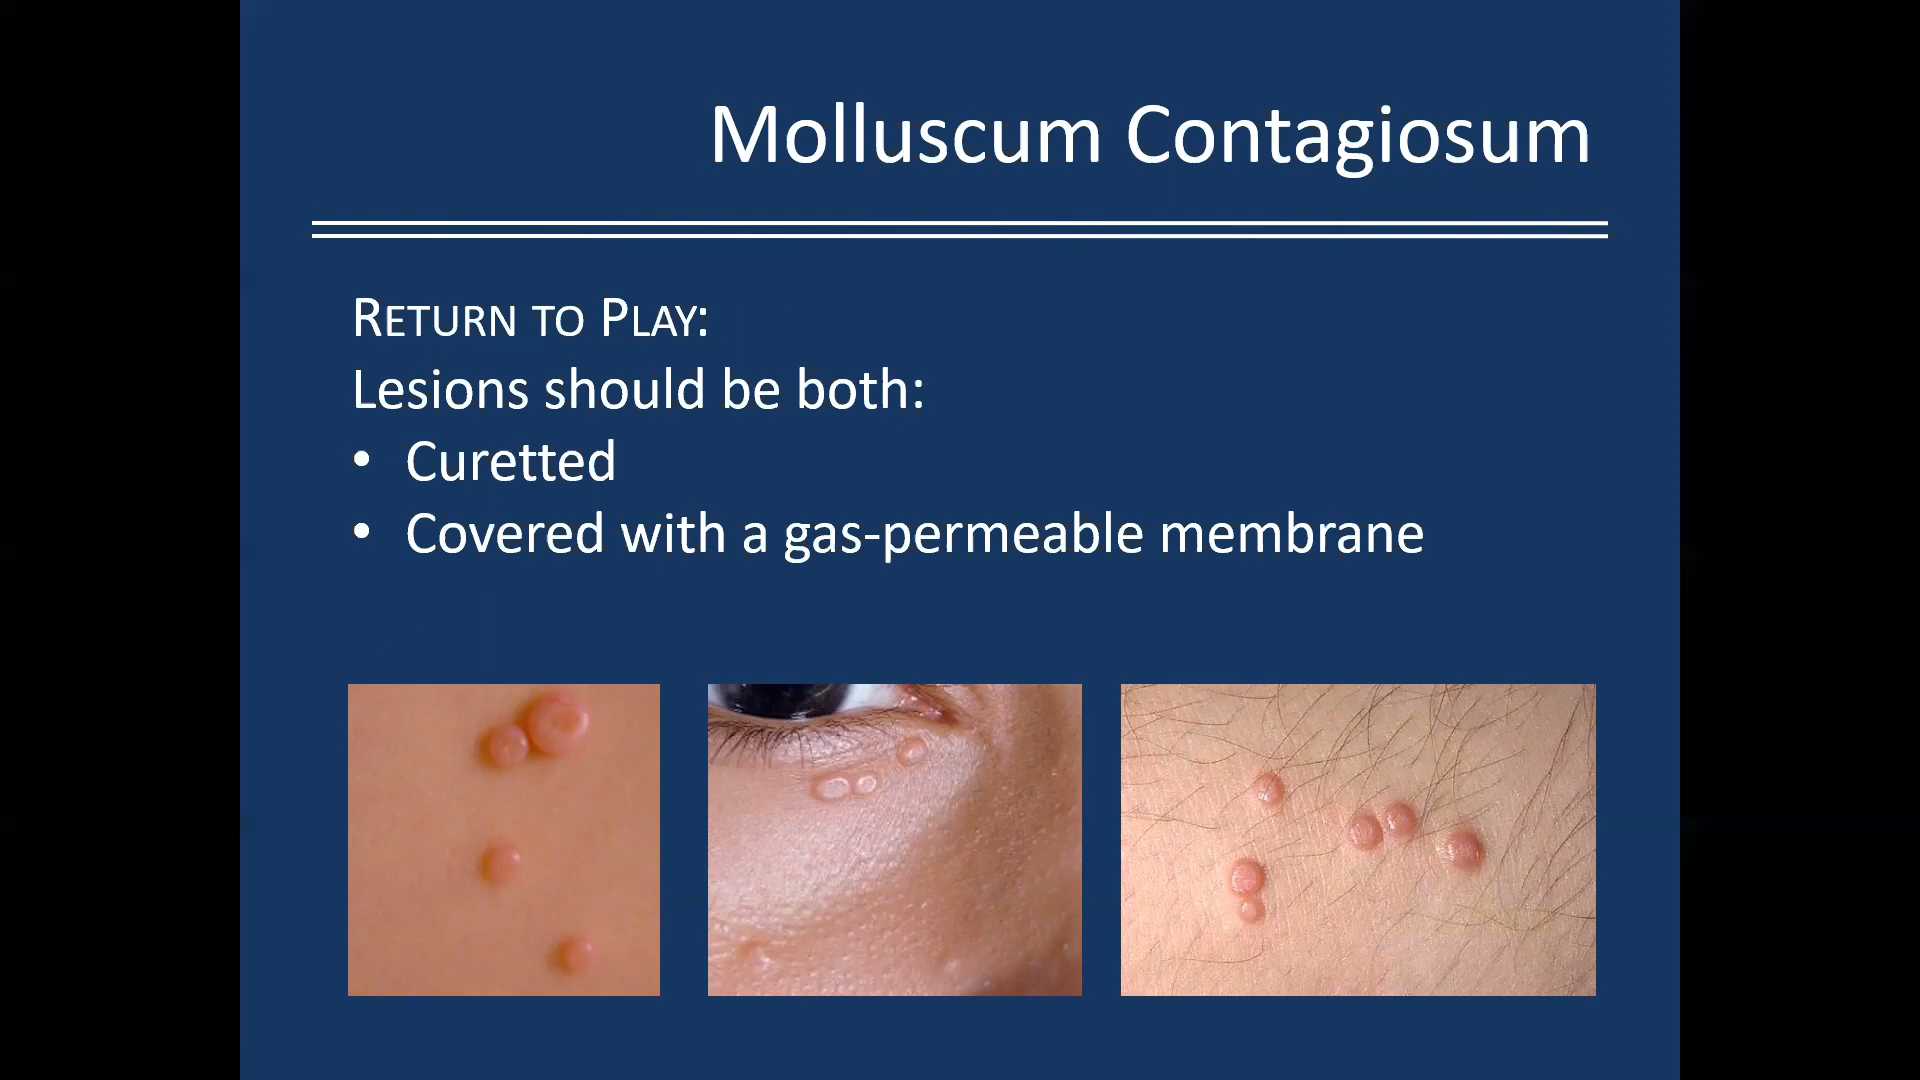 Molluscum Contagiosum
RETURN TO PLAY:
Lesions should be both:
• Curetted
• Covered with a gas-permeable membrane